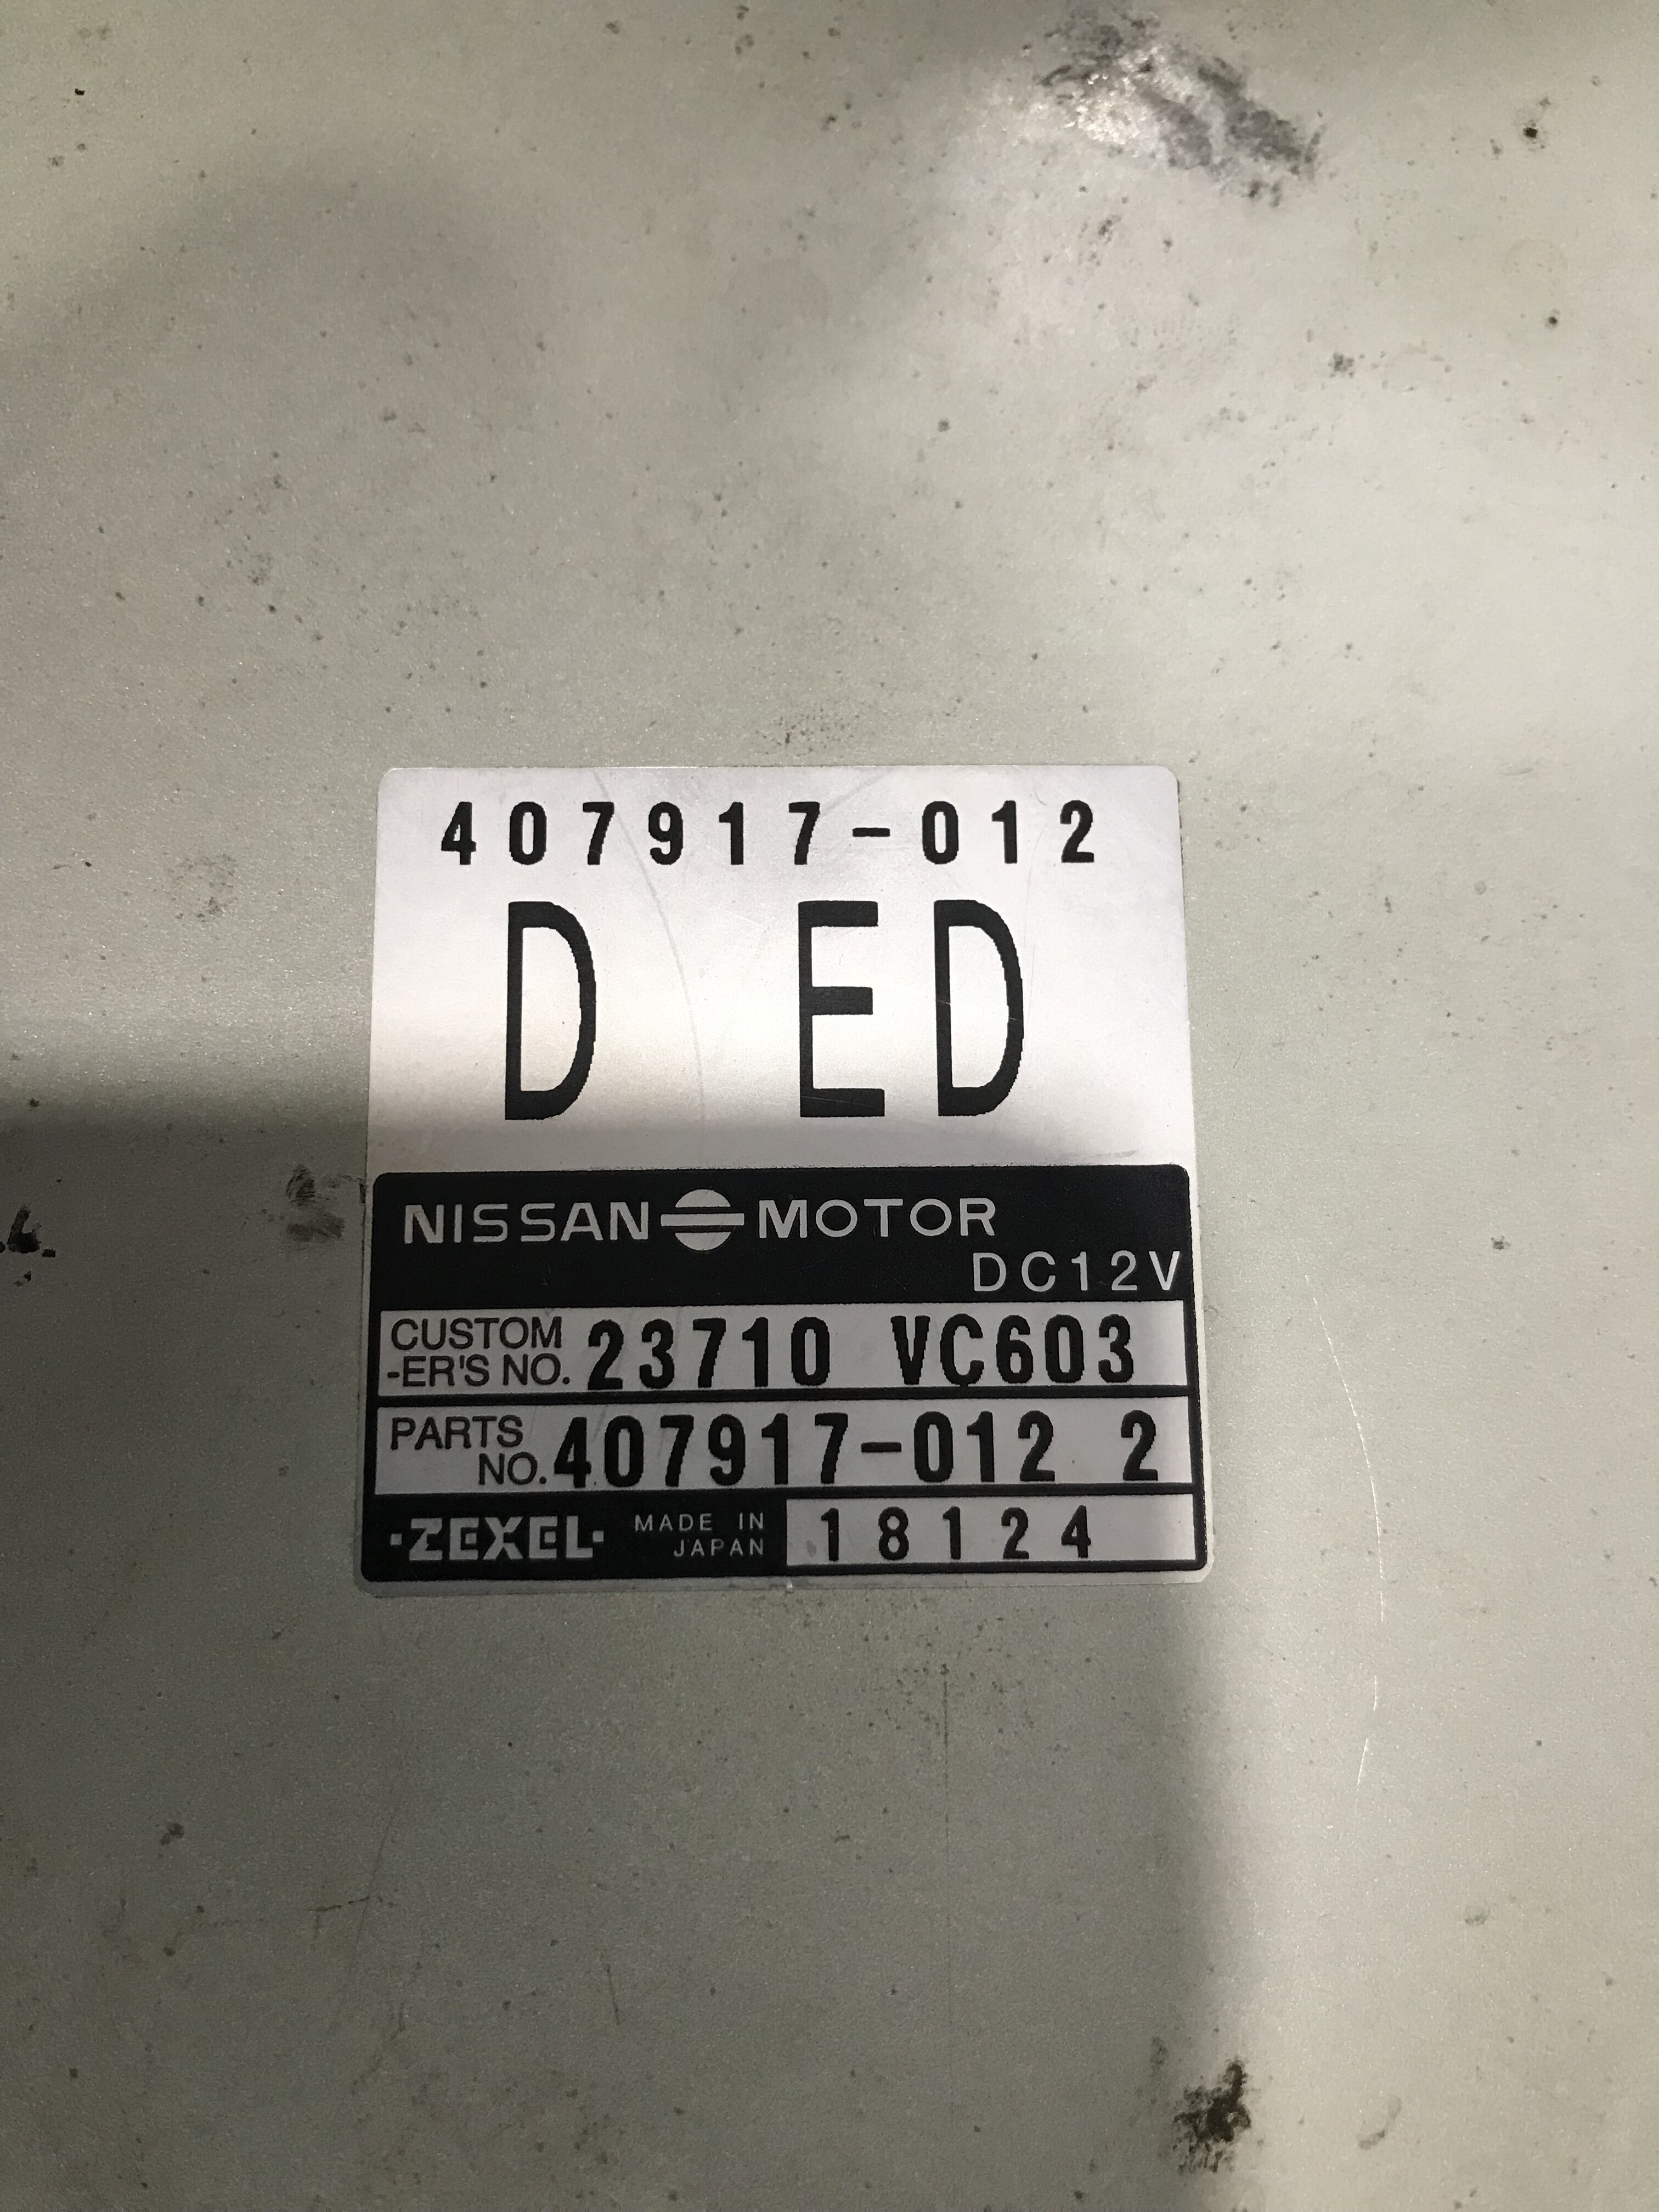 407917-012
D ED
NISSAN MOTOR
DC12V
CUSTOM
-ER'S NO. 23710 VC603
PARTS
NO. 407917-012 2
·ZEXEL· MADE IN
JAPAN 18124